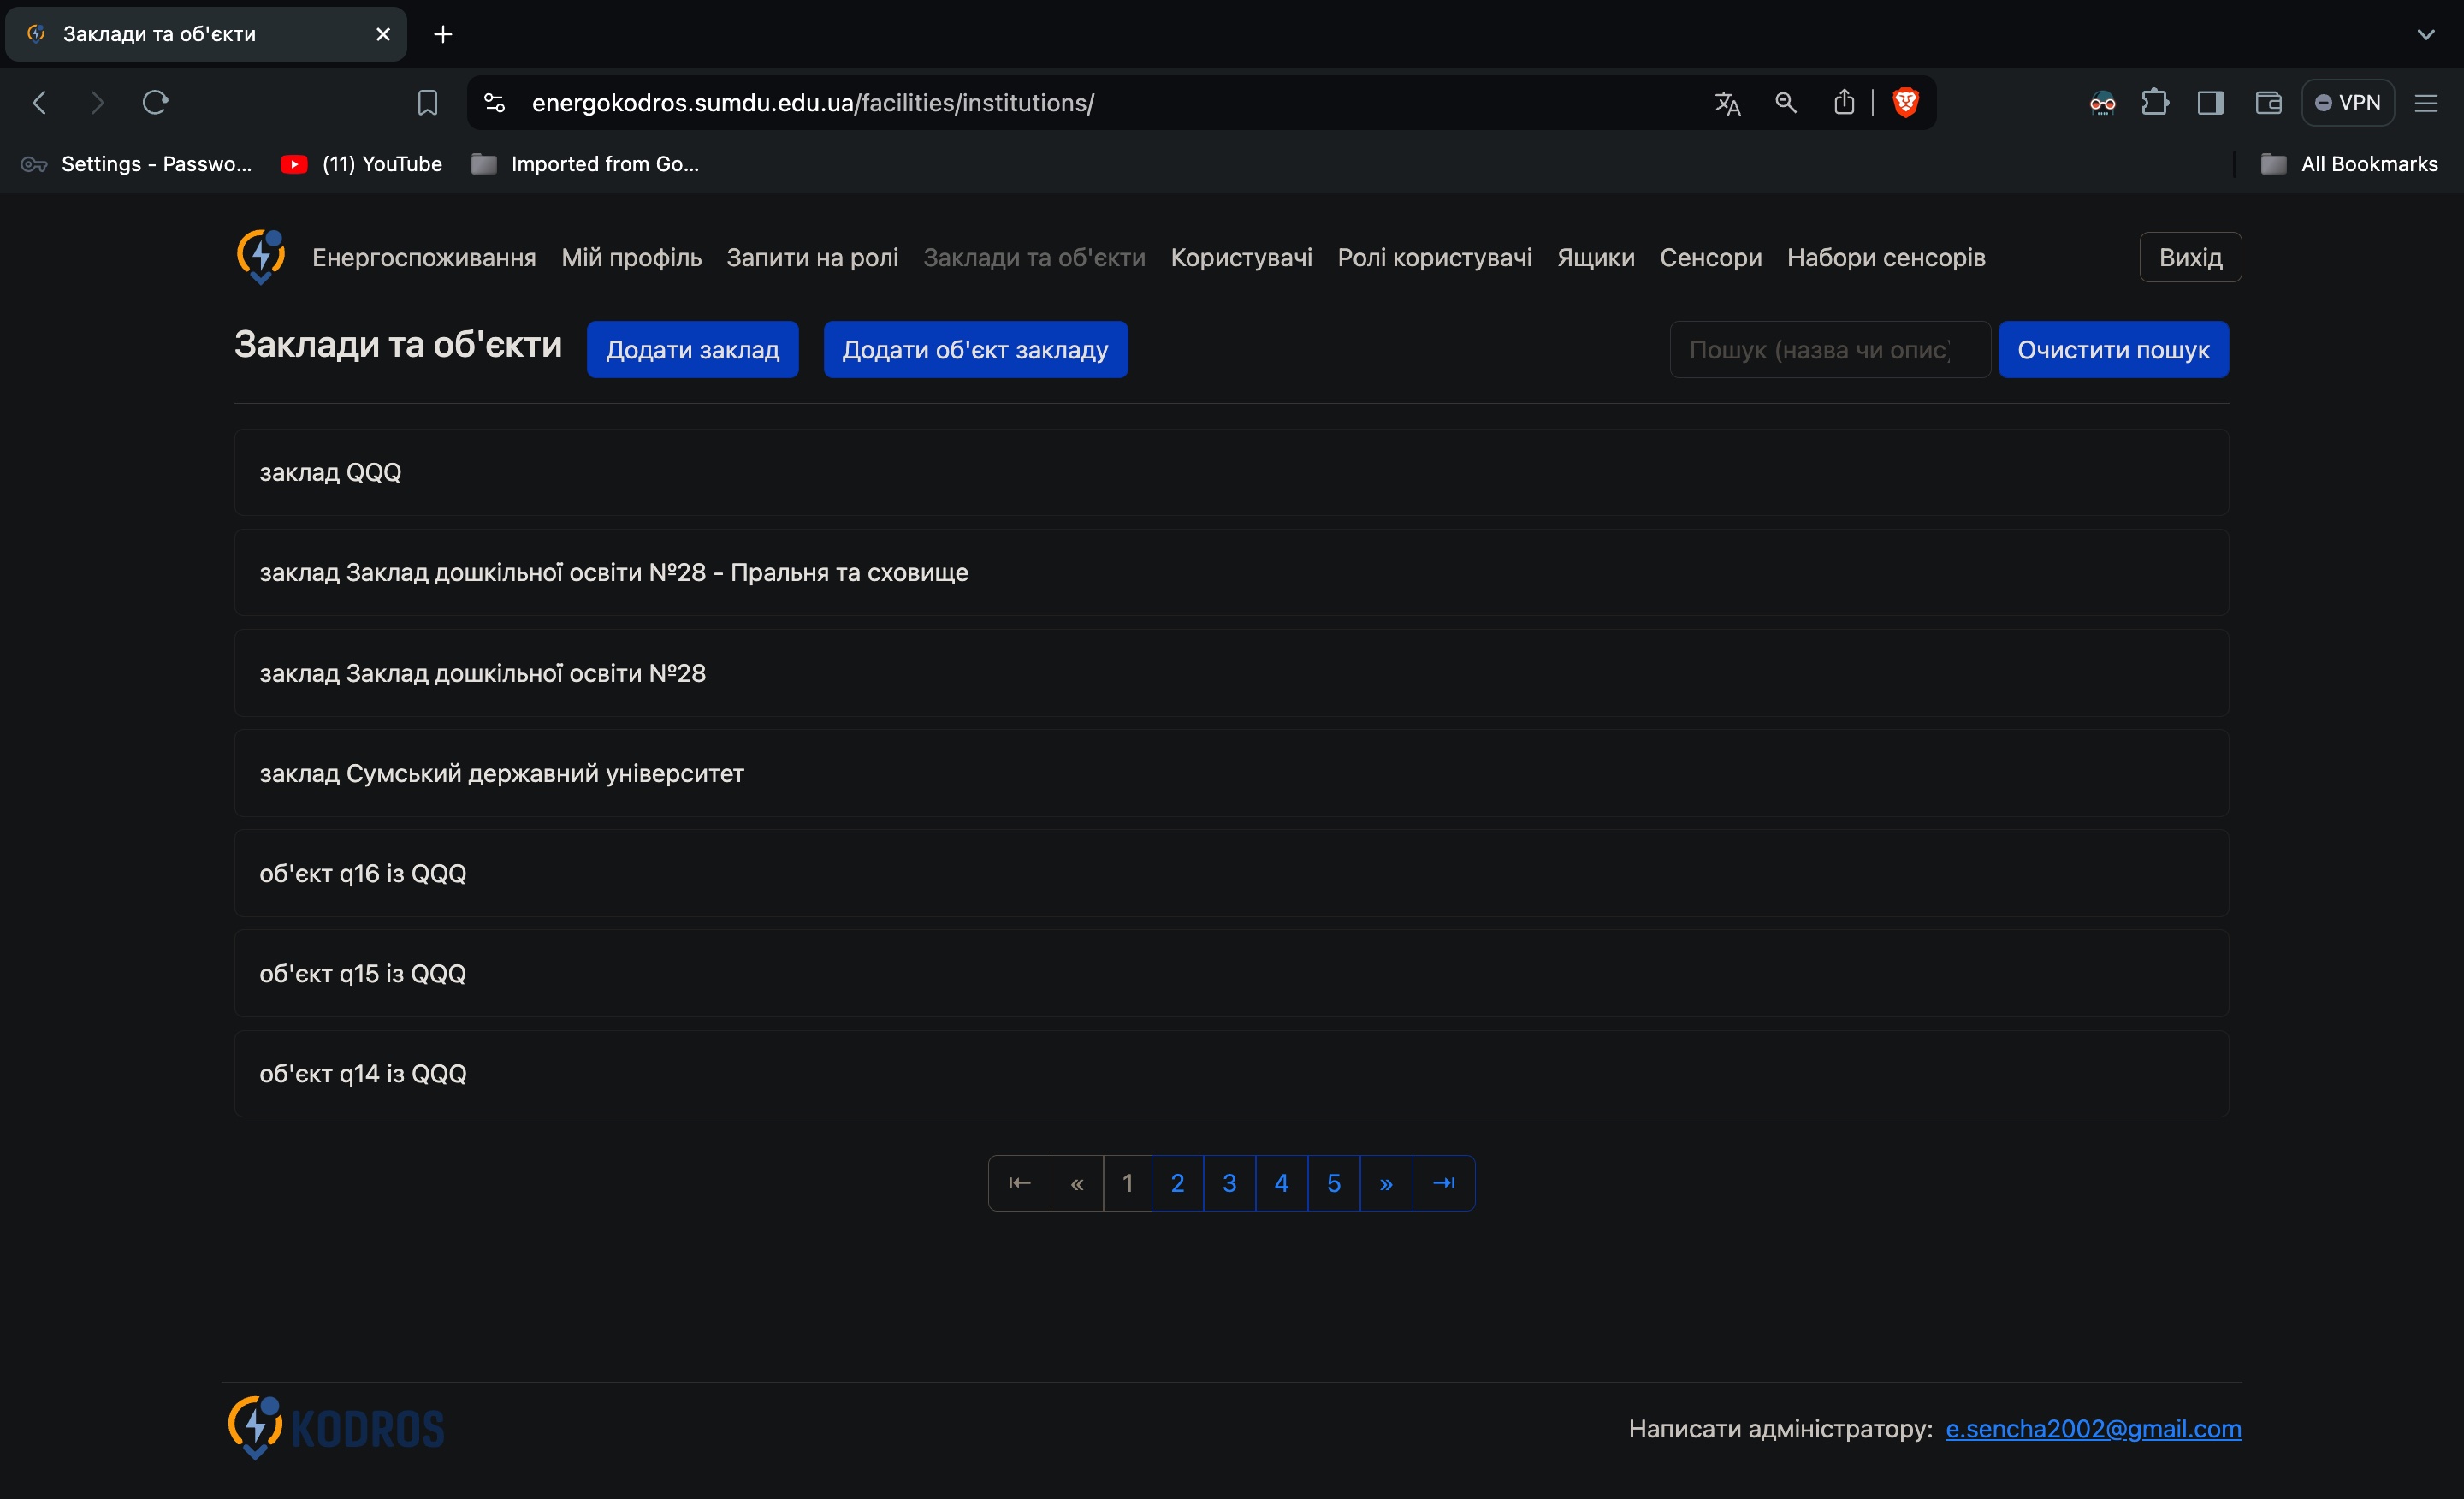 Заклади та об'єкти
energokodros.sumdu.edu.ua/facilities/institutions/
VPN
Settings - Passwo...
(11) YouTube
Imported from Go...
All Bookmarks
Енергоспоживання Мій профіль Запити на ролі Заклади та об'єкти Користувачі Ролі користувачі Ящики Сенсори Набори сенсорів Вихід
Заклади та об'єкти Додати заклад Додати об'єкт закладу Пошук (назва чи опис) Очистити пошук
заклад QQQ
заклад Заклад дошкільної освіти №28 - Пральня та сховище
заклад Заклад дошкільної освіти №28
заклад Сумський державний університет
об'єкт q16 із QQQ
об'єкт q15 із QQQ
об'єкт q14 із QQQ
⇤ « 1 2 3 4 5 » ⇥
KODROS
Написати адміністратору: e.sencha2002@gmail.com